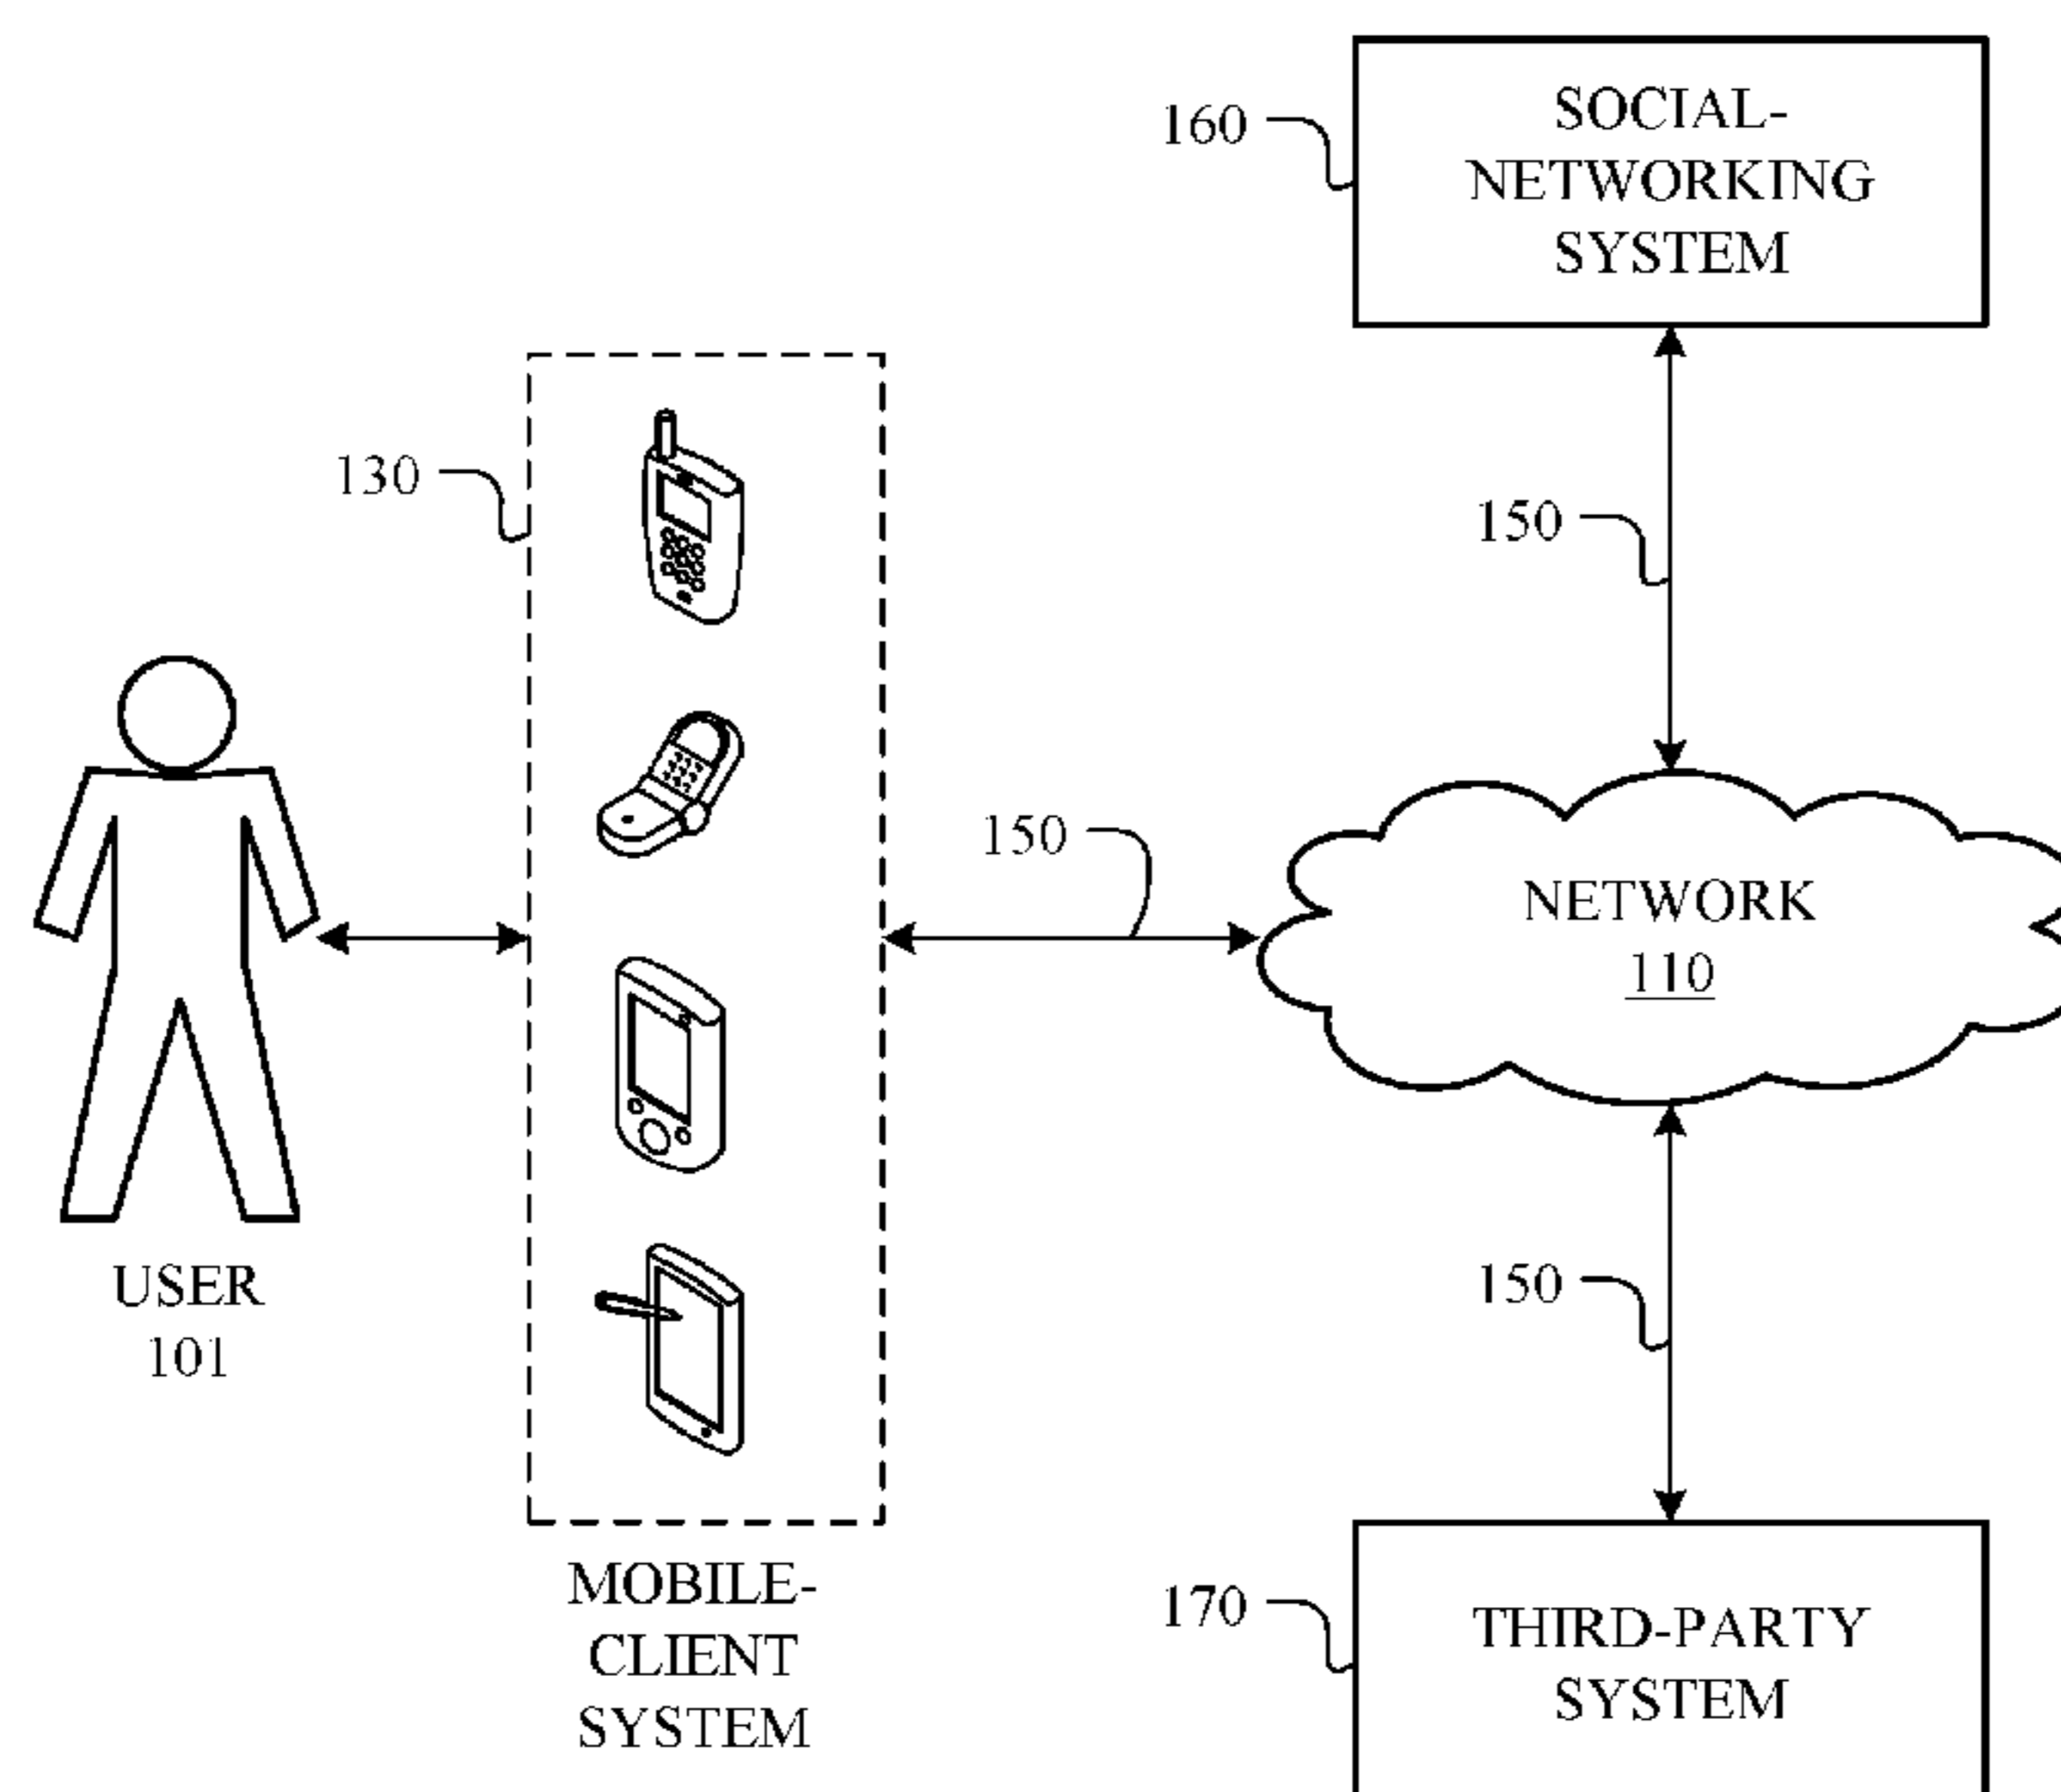 160
SOCIAL-
NETWORKING
SYSTEM
130
150
150
NETWORK
110
USER
101
150
MOBILE-
CLIENT
SYSTEM
170
THIRD-PARTY
SYSTEM